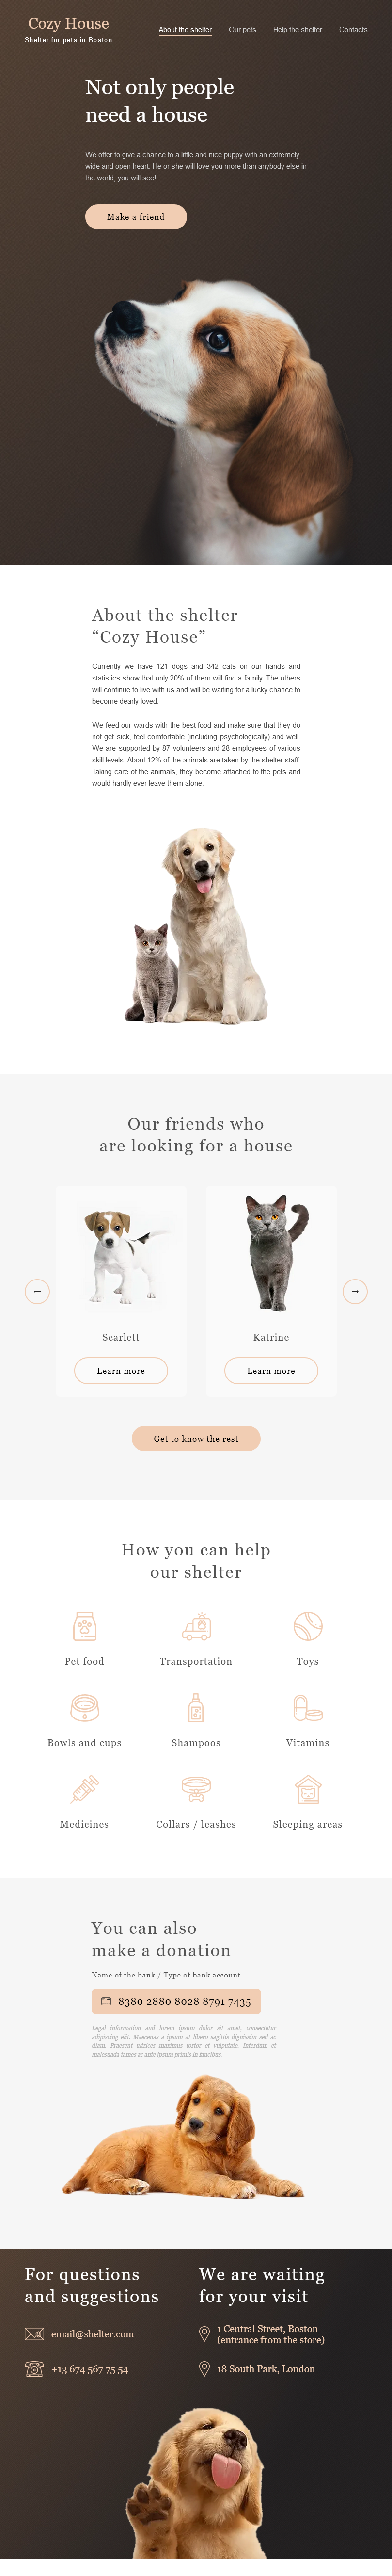 Cozy House
Shelter for pets in Boston
About the shelter
Our pets
Help the shelter
Contacts
Not only people
need a house
We offer to give a chance to a little and nice puppy with an extremely
wide and open heart. He or she will love you more than anybody else in
the world, you will see!
Make a friend
About the shelter
“Cozy House”
Currently we have 121 dogs and 342 cats on our hands and
statistics show that only 20% of them will find a family. The others
will continue to live with us and will be waiting for a lucky chance to
become dearly loved.
We feed our wards with the best food and make sure that they do
not get sick, feel comfortable (including psychologically) and well.
We are supported by 87 volunteers and 28 employees of various
skill levels. About 12% of the animals are taken by the shelter staff.
Taking care of the animals, they become attached to the pets and
would hardly ever leave them alone.
Our friends who
are looking for a house
Scarlett
Learn more
Katrine
Learn more
Get to know the rest
How you can help
our shelter
Pet food
Transportation
Toys
Bowls and cups
Shampoos
Vitamins
Medicines
Collars / leashes
Sleeping areas
You can also
make a donation
Name of the bank / Type of bank account
8380 2880 8028 8791 7435
Legal information and lorem ipsum dolor sit amet, consectetur
adipiscing elit. Maecenas a ipsum at libero sagittis dignissim sed ac
diam. Praesent ultrices maximus tortor et vulputate. Interdum et
malesuada fames ac ante ipsum primis in faucibus.
For questions
and suggestions
email@shelter.com
+13 674 567 75 54
We are waiting
for your visit
1 Central Street, Boston
(entrance from the store)
18 South Park, London